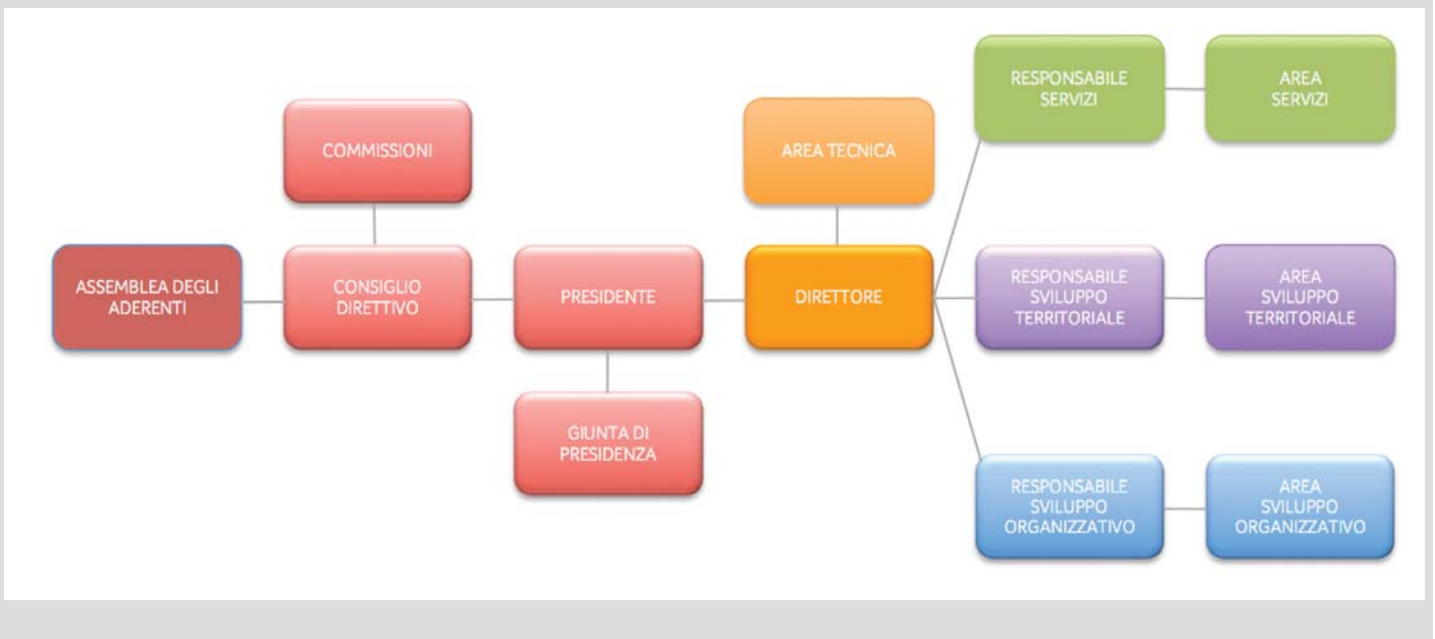 RESPONSABILE
SERVIZI
AREA
SERVIZI
COMMISSIONI
AREA TECNICA
ASSEMBLEA DEGLI
ADERENTI
CONSIGLIO
DIRETTIVO
PRESIDENTE
DIRETTORE
RESPONSABILE
SVILUPPO
TERRITORIALE
AREA
SVILUPPO
TERRITORIALE
GIUNTA DI
PRESIDENZA
RESPONSABILE
SVILUPPO
ORGANIZZATIVO
AREA
SVILUPPO
ORGANIZZATIVO